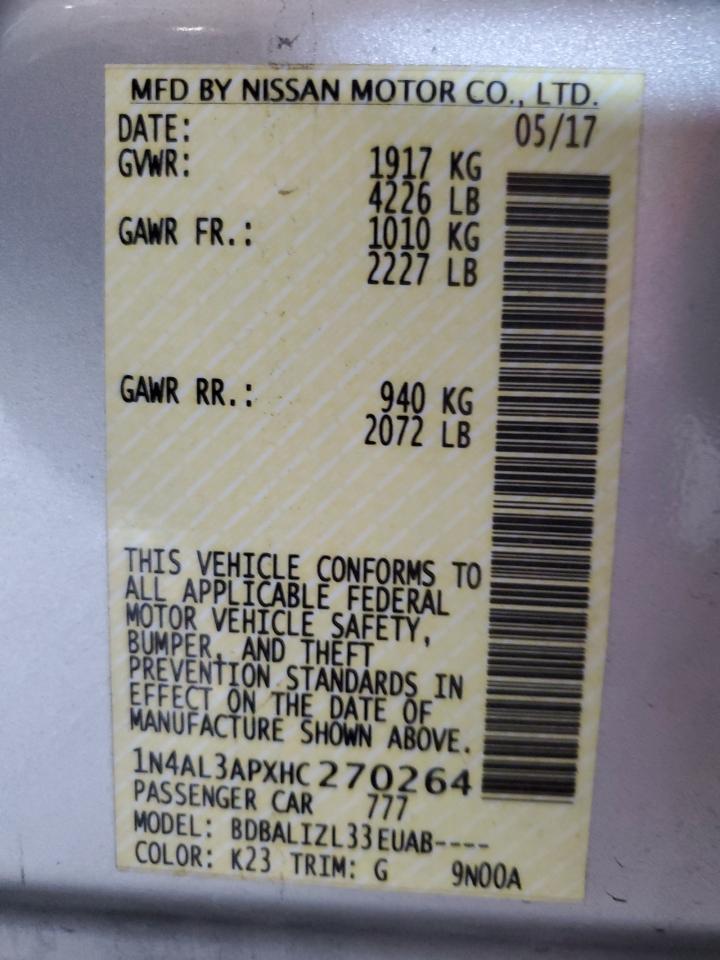 MFD BY NISSAN MOTOR CO., LTD.
DATE: 05/17
GVWR: 1917 KG
4226 LB
GAWR FR.: 1010 KG
2227 LB
GAWR RR.: 940 KG
2072 LB
THIS VEHICLE CONFORMS TO
ALL APPLICABLE FEDERAL
MOTOR VEHICLE SAFETY,
BUMPER, AND THEFT
PREVENTION STANDARDS IN
EFFECT ON THE DATE OF
MANUFACTURE SHOWN ABOVE.
1N4AL3APXHC270264
PASSENGER CAR 777
MODEL: BDBALIZL33EUAB----
COLOR: K23 TRIM: G 9N00A